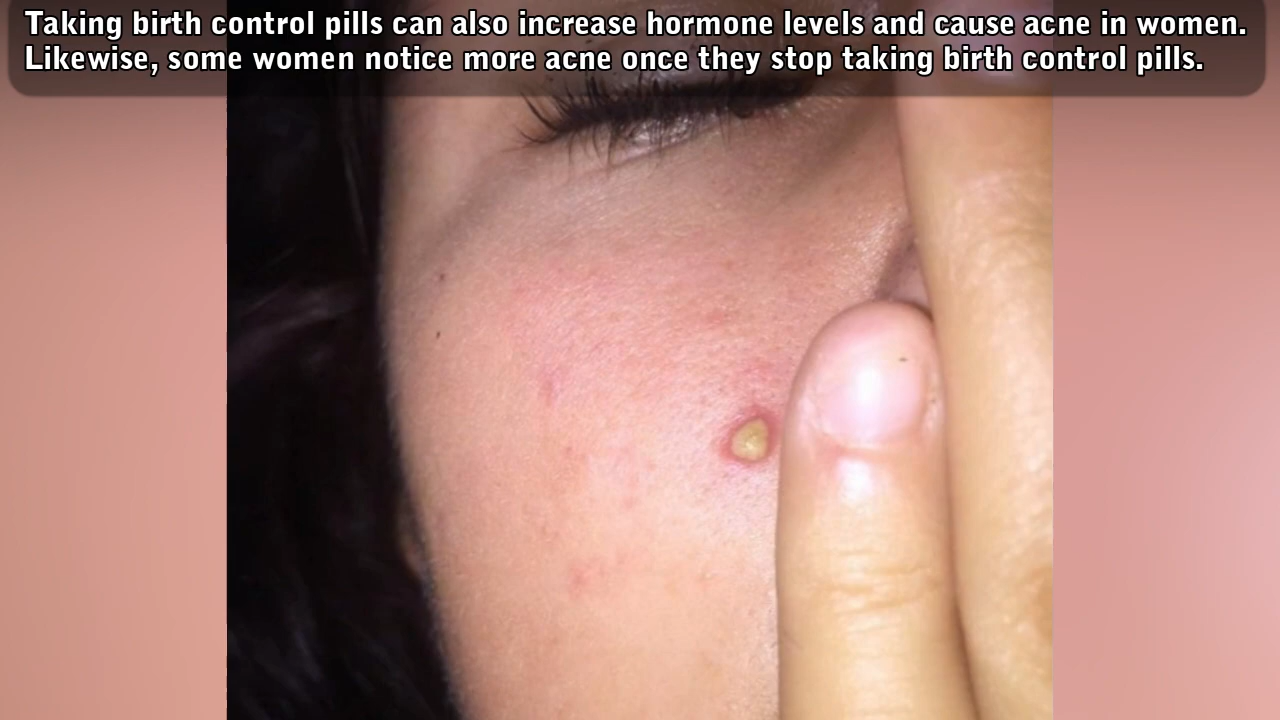 Taking birth control pills can also increase hormone levels and cause acne in women.
Likewise, some women notice more acne once they stop taking birth control pills.